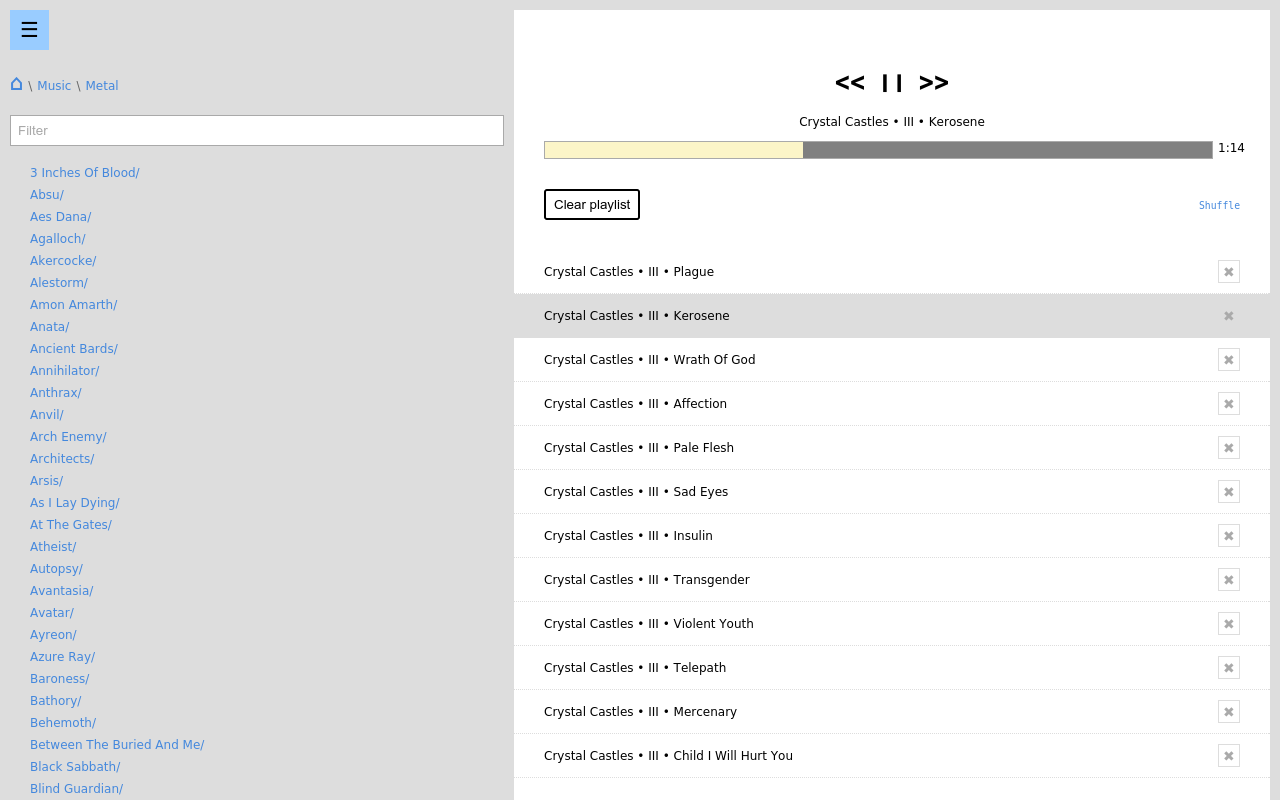 ☰
⌂ \ Music \ Metal
Filter
3 Inches Of Blood/
Absu/
Aes Dana/
Agalloch/
Akercocke/
Alestorm/
Amon Amarth/
Anata/
Ancient Bards/
Annihilator/
Anthrax/
Anvil/
Arch Enemy/
Architects/
Arsis/
As I Lay Dying/
At The Gates/
Atheist/
Autopsy/
Avantasia/
Avatar/
Ayreon/
Azure Ray/
Baroness/
Bathory/
Behemoth/
Between The Buried And Me/
Black Sabbath/
Blind Guardian/
<< || >>
Crystal Castles • III • Kerosene
1:14
Clear playlist
Shuffle
Crystal Castles • III • Plague ✖
Crystal Castles • III • Kerosene ✖
Crystal Castles • III • Wrath Of God ✖
Crystal Castles • III • Affection ✖
Crystal Castles • III • Pale Flesh ✖
Crystal Castles • III • Sad Eyes ✖
Crystal Castles • III • Insulin ✖
Crystal Castles • III • Transgender ✖
Crystal Castles • III • Violent Youth ✖
Crystal Castles • III • Telepath ✖
Crystal Castles • III • Mercenary ✖
Crystal Castles • III • Child I Will Hurt You ✖